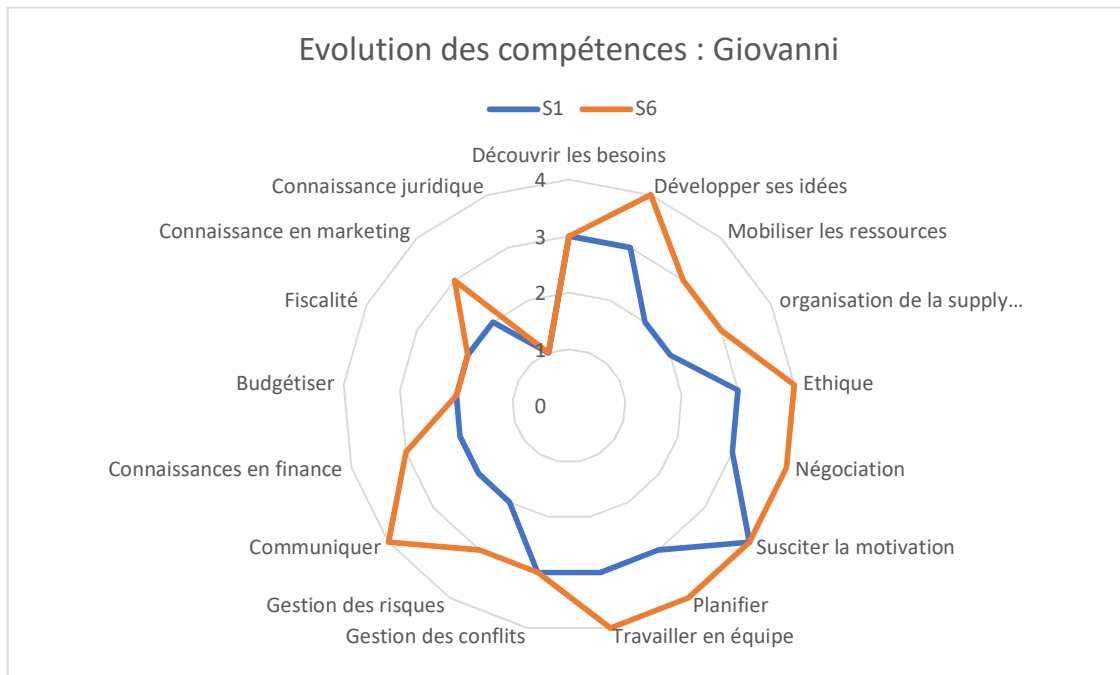 Evolution des compétences : Giovanni
S1 S6
Découvrir les besoins
Développer ses idées
Mobiliser les ressources
organisation de la supply...
Ethique
Négociation
Susciter la motivation
Planifier
Travailler en équipe
Gestion des conflits
Gestion des risques
Communiquer
Connaissances en finance
Budgétiser
Fiscalité
Connaissance en marketing
Connaissance juridique
4
3
2
1
0